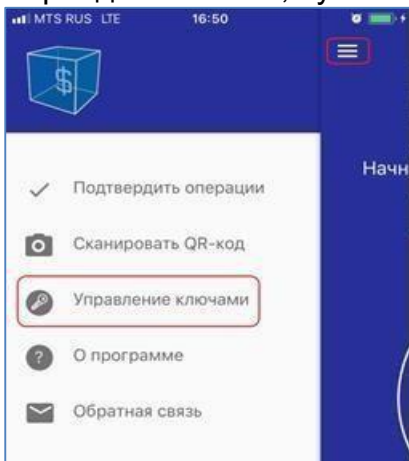 MTS RUS LTE 16:50
$
Начн
Подтвердить операции
Сканировать QR-код
Управление ключами
? О программе
Обратная связь